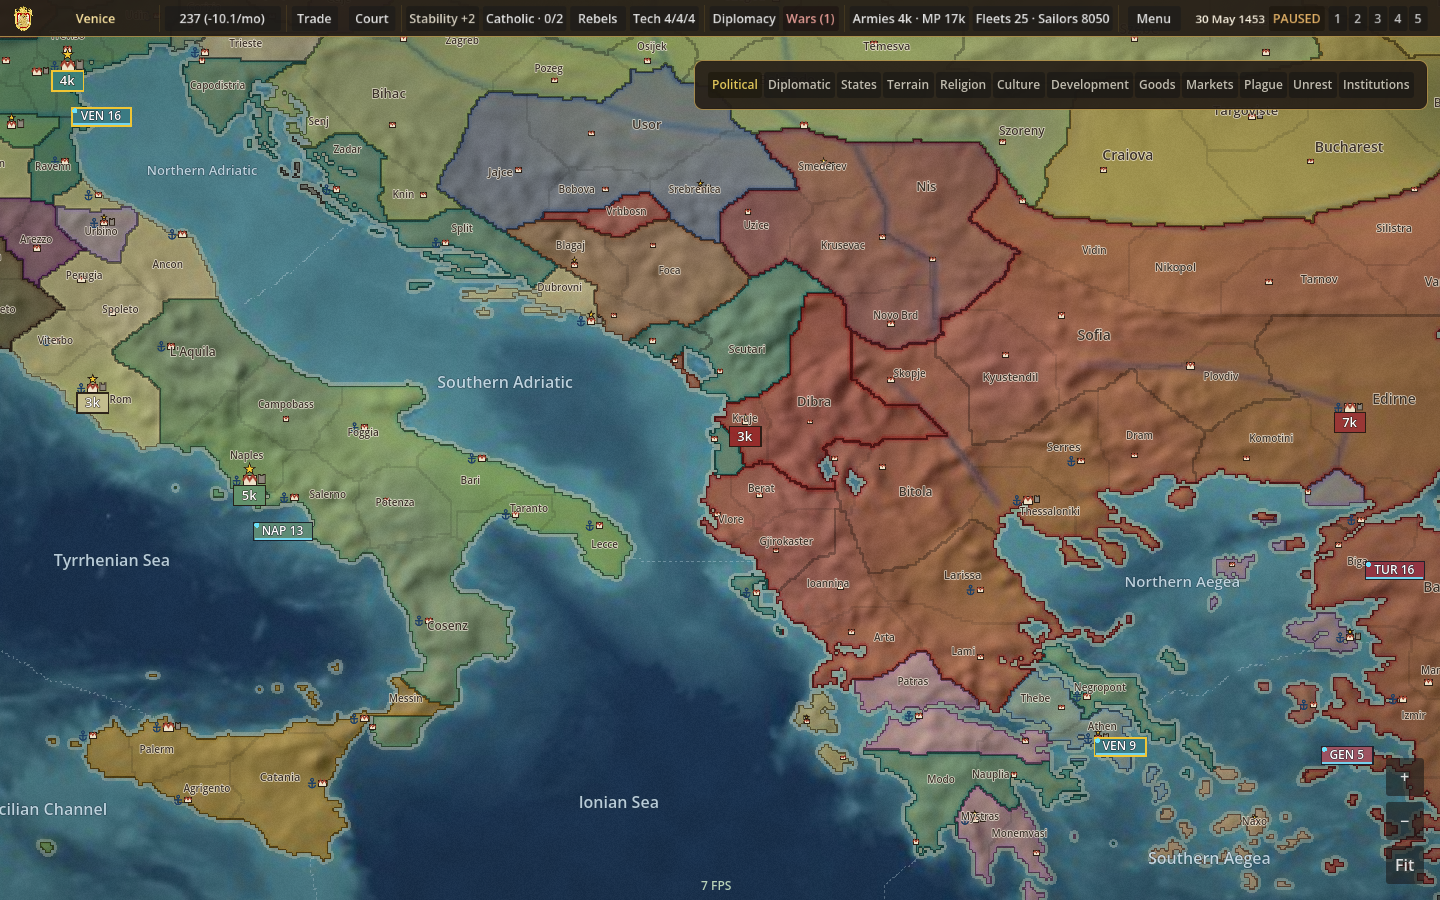 Venice
237 (-10.1/mo)
Trade
Court
Stability +2
Catholic · 0/2
Rebels
Tech 4/4/4
Diplomacy
Wars (1)
Armies 4k · MP 17k
Fleets 25 · Sailors 8050
Menu
30 May 1453
PAUSED
1 2 3 4 5
Political
Diplomatic
States
Terrain
Religion
Culture
Development
Goods
Markets
Plague
Unrest
Institutions
Trieste
Zagreb
Osijek
Temesva
4k
Capodistria
Bihac
Pozeg
VEN 16
Usor
Szoreny
Craiova
Bucharest
Senj
Zadar
Northern Adriatic
Jajce
Bobova
Srebrenica
Smederev
Nis
Knin
Vrhbosn
Uzice
Krusevac
Arezzo
Urbino
Split
Blagaj
Foca
Vidin
Nikopol
Silistra
Tarnov
Perugia
Ancon
Dubrovni
Spoleto
Viterbo
L'Aquila
Novo Brd
Sofia
Scutari
Southern Adriatic
Skopje
Kyustendil
Plovdiv
Edirne
3k
Rom
Campobass
Foggia
Dibra
Kruje
3k
7k
Serres
Dram
Komotini
Naples
5k
Salerno
Potenza
Bari
Taranto
Lecce
NAP 13
Berat
Vlore
Bitola
Thessaloniki
Gjirokaster
Tyrrhenian Sea
Ioannina
Larissa
Northern Aegea
TUR 16
Cosenz
Arta
Lami
Messin
Patras
Thebe
Negropont
Athen
VEN 9
GEN 5
Izmir
Palerm
Agrigento
Catania
Modo
Nauplia
Mystras
Monemvasi
Naxo
Ionian Sea
Southern Aegea
cilian Channel
+
−
Fit
7 FPS